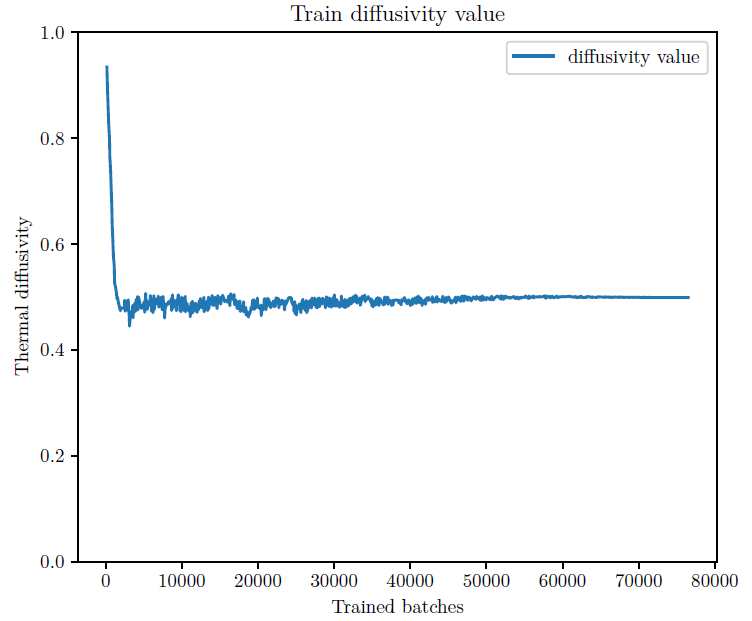 Train diffusivity value
diffusivity value
Thermal diffusivity
1.0
0.8
0.6
0.4
0.2
0.0
0 10000 20000 30000 40000 50000 60000 70000 80000
Trained batches